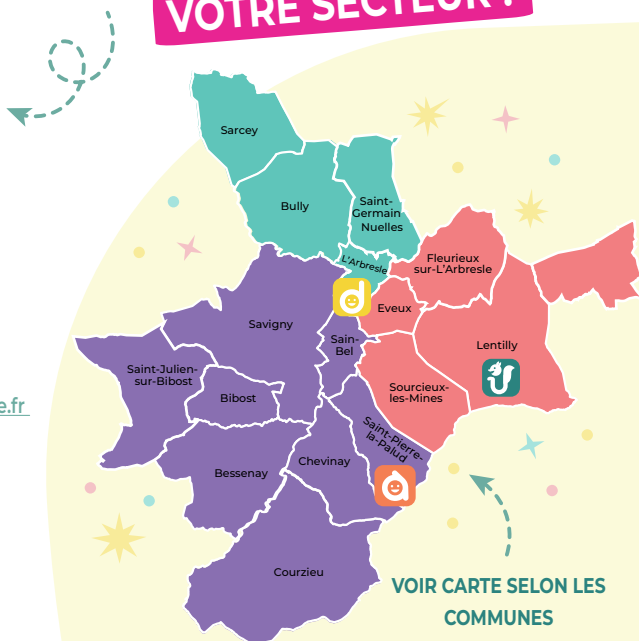 VOTRE SECTEUR !
Sarcey
Bully
Saint-
Germain
Nuelles
L'Arbresle
Fleurieux
sur-L'Arbresle
Eveux
Savigny
Sain-
Bel
Lentilly
Saint-Julien-
sur-Bibost
Bibost
Sourcieux-
les-Mines
e.fr
Saint-Pierre-
la-Palud
Chevinay
Bessenay
Courzieu
VOIR CARTE SELON LES
COMMUNES